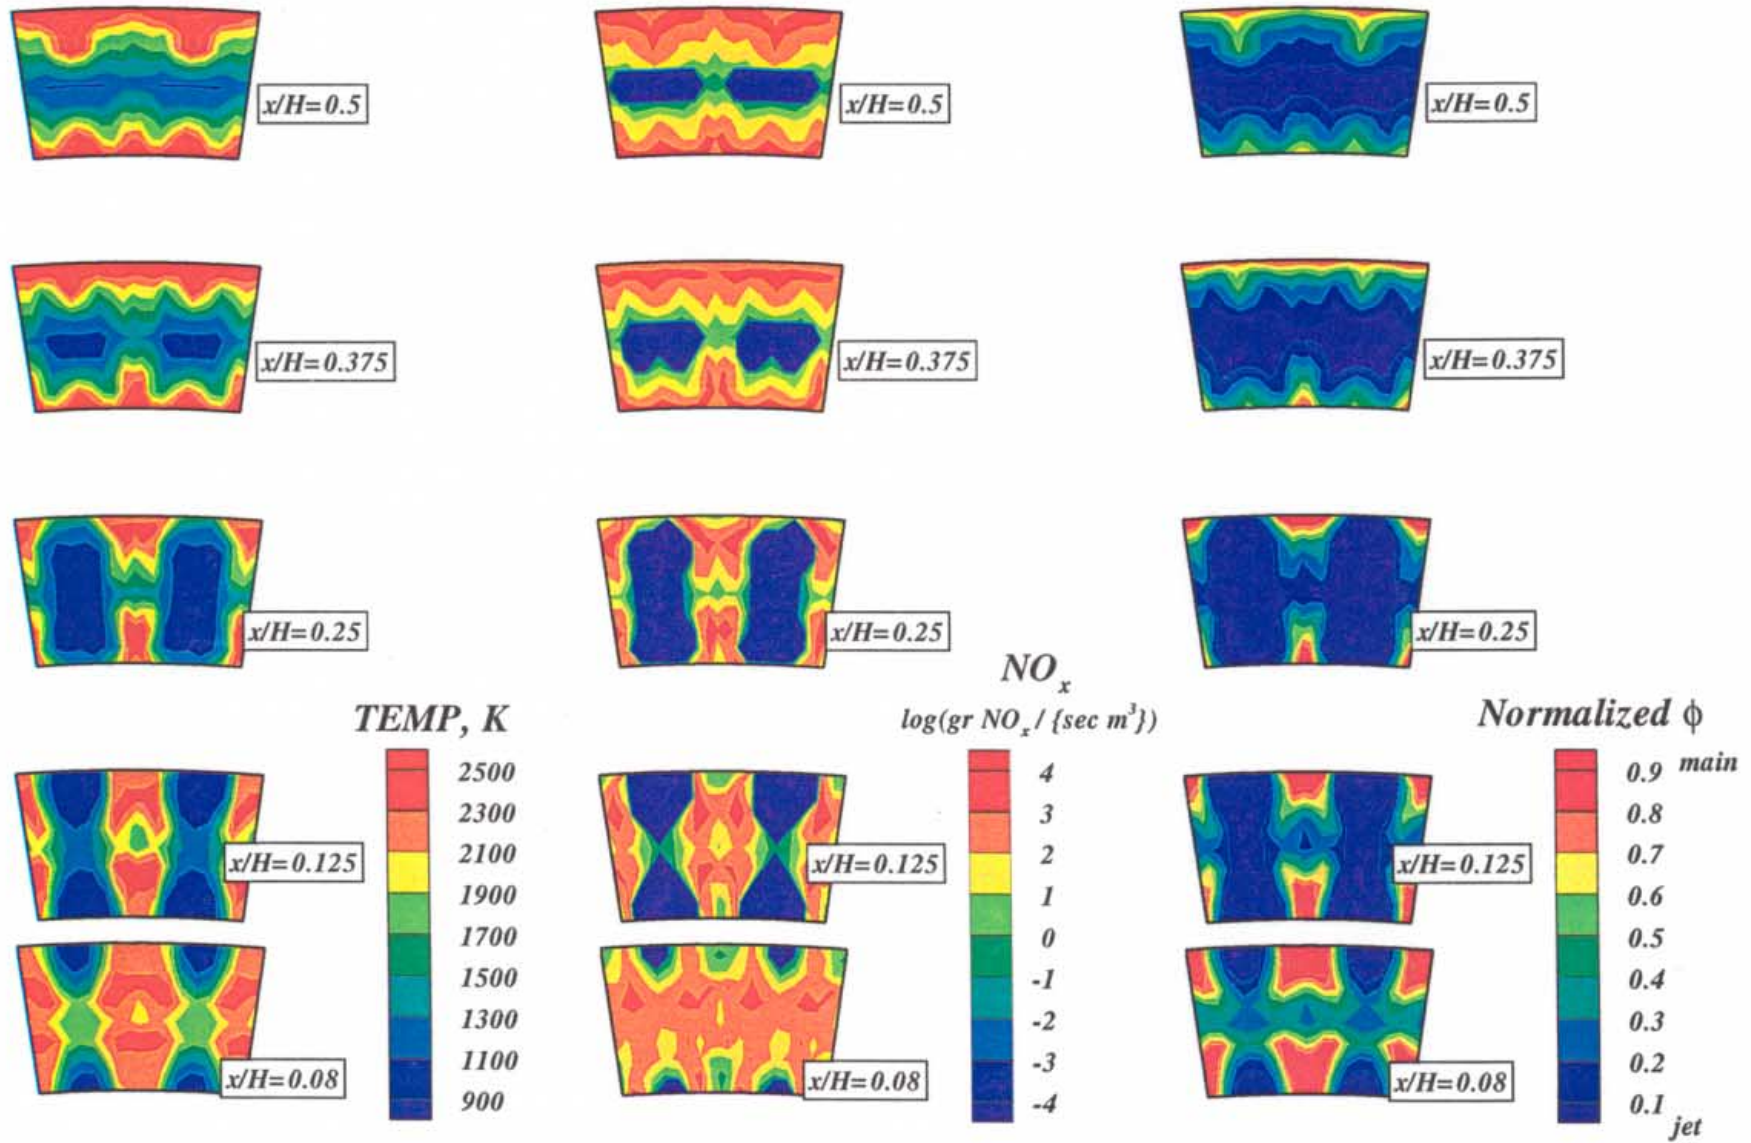 x/H=0.5
x/H=0.5
x/H=0.5
x/H=0.375
x/H=0.375
x/H=0.375
x/H=0.25
x/H=0.25
x/H=0.25
TEMP, K
2500
2300
2100
1900
1700
1500
1300
1100
900
NOx
log(gr NOx / {sec m³})
4
3
2
1
0
-1
-2
-3
-4
Normalized ϕ
0.9 main
0.8
0.7
0.6
0.5
0.4
0.3
0.2
0.1
jet
x/H=0.125
x/H=0.125
x/H=0.125
x/H=0.08
x/H=0.08
x/H=0.08